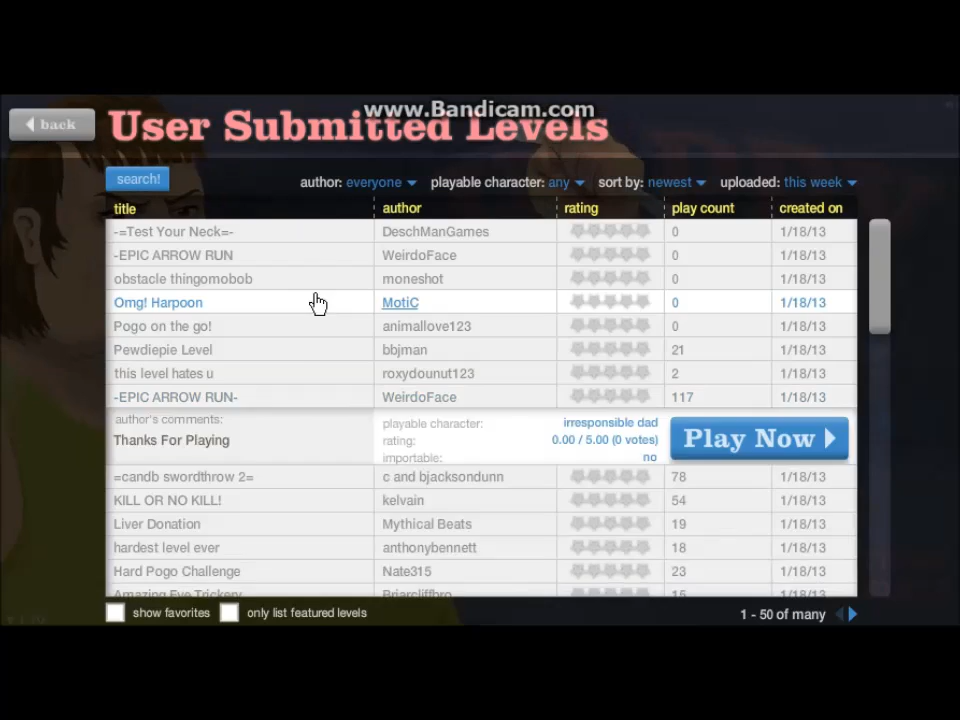 www.Bandicam.com
back
User Submitted Levels
search!
author: everyone playable character: any sort by: newest uploaded: this week
title author rating play count created on
-=Test Your Neck=- DeschManGames 0 1/18/13
-EPIC ARROW RUN WeirdoFace 0 1/18/13
obstacle thingomobob moneshot 0 1/18/13
Omg! Harpoon MotiC 0 1/18/13
Pogo on the go! animallove123 0 1/18/13
Pewdiepie Level bbjman 21 1/18/13
this level hates u roxydounut123 2 1/18/13
-EPIC ARROW RUN- WeirdoFace 117 1/18/13
author's comments:
Thanks For Playing
playable character: irresponsible dad
rating: 0.00 / 5.00 (0 votes)
importable: no
Play Now
=candb swordthrow 2= c and bjacksondunn 78 1/18/13
KILL OR NO KILL! kelvain 54 1/18/13
Liver Donation Mythical Beats 19 1/18/13
hardest level ever anthonybennett 18 1/18/13
Hard Pogo Challenge Nate315 23 1/18/13
Amazing Eye Trickery Briarcliffbro 15 1/18/13
show favorites only list featured levels 1 - 50 of many